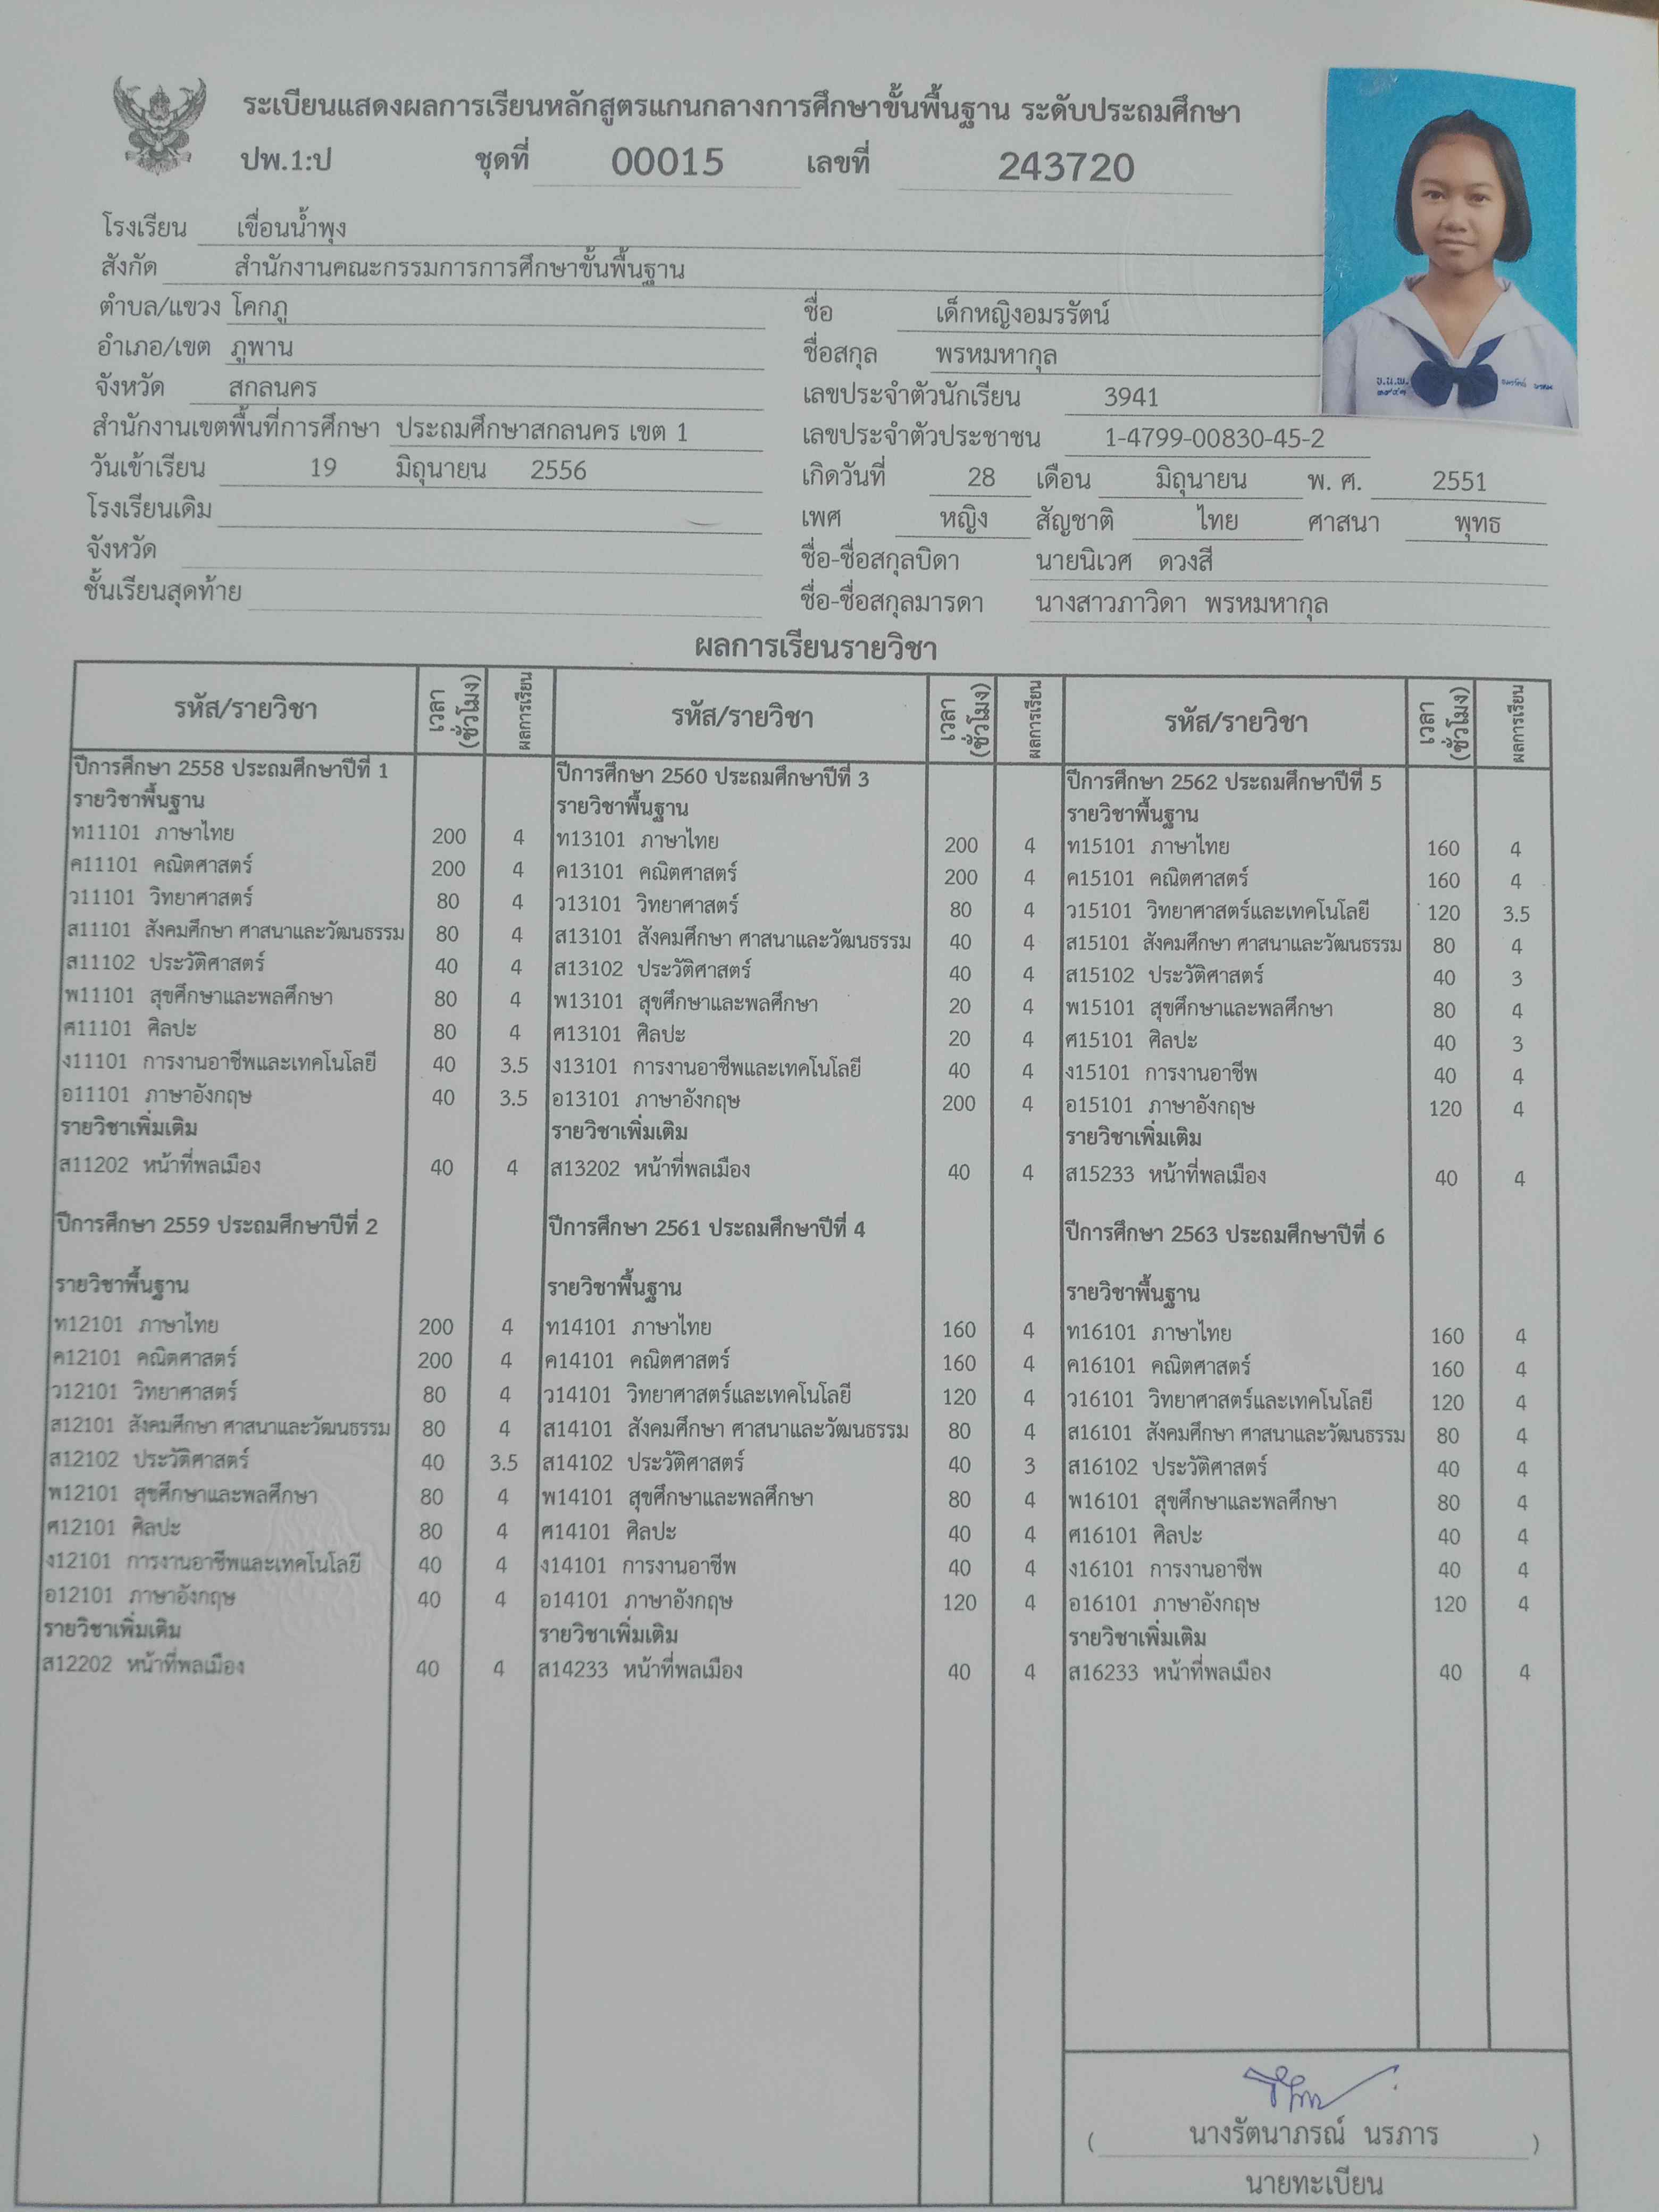 ระเบียนแสดงผลการเรียนหลักสูตรแกนกลางการศึกษาขั้นพื้นฐาน ระดับประถมศึกษา
ปพ.1:ป ชุดที่ 00015 เลขที่ 243720
โรงเรียน เขื่อนน้ำพุง
สังกัด สำนักงานคณะกรรมการการศึกษาขั้นพื้นฐาน
ตำบล/แขวง โคกภู
อำเภอ/เขต ภูพาน
จังหวัด สกลนคร
สำนักงานเขตพื้นที่การศึกษา ประถมศึกษาสกลนคร เขต 1
วันเข้าเรียน 19 มิถุนายน 2556
โรงเรียนเดิม
จังหวัด
ชั้นเรียนสุดท้าย
ชื่อ เด็กหญิงอมรรัตน์
ชื่อสกุล พรหมหากุล
เลขประจำตัวนักเรียน 3941
เลขประจำตัวประชาชน 1-4799-00830-45-2
เกิดวันที่ 28 เดือน มิถุนายน พ. ศ. 2551
เพศ หญิง สัญชาติ ไทย ศาสนา พุทธ
ชื่อ-ชื่อสกุลบิดา นายนิเวศ ดวงสี
ชื่อ-ชื่อสกุลมารดา นางสาวภาวิดา พรหมหากุล
ข.น.พ.
๓๙๔๑
ผลการเรียนรายวิชา
รหัส/รายวิชา เวลา (ชั่วโมง) ผลการเรียน
ปีการศึกษา 2558 ประถมศึกษาปีที่ 1
รายวิชาพื้นฐาน
ท11101 ภาษาไทย 200 4
ค11101 คณิตศาสตร์ 200 4
ว11101 วิทยาศาสตร์ 80 4
ส11101 สังคมศึกษา ศาสนาและวัฒนธรรม 80 4
ส11102 ประวัติศาสตร์ 40 4
พ11101 สุขศึกษาและพลศึกษา 80 4
ศ11101 ศิลปะ 80 4
ง11101 การงานอาชีพและเทคโนโลยี 40 3.5
อ11101 ภาษาอังกฤษ 40 3.5
รายวิชาเพิ่มเติม
ส11202 หน้าที่พลเมือง 40 4
ปีการศึกษา 2559 ประถมศึกษาปีที่ 2
รายวิชาพื้นฐาน
ท12101 ภาษาไทย 200 4
ค12101 คณิตศาสตร์ 200 4
ว12101 วิทยาศาสตร์ 80 4
ส12101 สังคมศึกษา ศาสนาและวัฒนธรรม 80 4
ส12102 ประวัติศาสตร์ 40 3.5
พ12101 สุขศึกษาและพลศึกษา 80 4
ศ12101 ศิลปะ 80 4
ง12101 การงานอาชีพและเทคโนโลยี 40 4
อ12101 ภาษาอังกฤษ 40 4
รายวิชาเพิ่มเติม
ส12202 หน้าที่พลเมือง 40 4
รหัส/รายวิชา เวลา (ชั่วโมง) ผลการเรียน
ปีการศึกษา 2560 ประถมศึกษาปีที่ 3
รายวิชาพื้นฐาน
ท13101 ภาษาไทย 200 4
ค13101 คณิตศาสตร์ 200 4
ว13101 วิทยาศาสตร์ 80 4
ส13101 สังคมศึกษา ศาสนาและวัฒนธรรม 40 4
ส13102 ประวัติศาสตร์ 40 4
พ13101 สุขศึกษาและพลศึกษา 20 4
ศ13101 ศิลปะ 20 4
ง13101 การงานอาชีพและเทคโนโลยี 40 4
อ13101 ภาษาอังกฤษ 200 4
รายวิชาเพิ่มเติม
ส13202 หน้าที่พลเมือง 40 4
ปีการศึกษา 2561 ประถมศึกษาปีที่ 4
รายวิชาพื้นฐาน
ท14101 ภาษาไทย 160 4
ค14101 คณิตศาสตร์ 160 4
ว14101 วิทยาศาสตร์และเทคโนโลยี 120 4
ส14101 สังคมศึกษา ศาสนาและวัฒนธรรม 80 4
ส14102 ประวัติศาสตร์ 40 3
พ14101 สุขศึกษาและพลศึกษา 80 4
ศ14101 ศิลปะ 40 4
ง14101 การงานอาชีพ 40 4
อ14101 ภาษาอังกฤษ 120 4
รายวิชาเพิ่มเติม
ส14233 หน้าที่พลเมือง 40 4
รหัส/รายวิชา เวลา (ชั่วโมง) ผลการเรียน
ปีการศึกษา 2562 ประถมศึกษาปีที่ 5
รายวิชาพื้นฐาน
ท15101 ภาษาไทย 160 4
ค15101 คณิตศาสตร์ 160 4
ว15101 วิทยาศาสตร์และเทคโนโลยี 120 3.5
ส15101 สังคมศึกษา ศาสนาและวัฒนธรรม 80 4
ส15102 ประวัติศาสตร์ 40 3
พ15101 สุขศึกษาและพลศึกษา 80 4
ศ15101 ศิลปะ 40 3
ง15101 การงานอาชีพ 40 4
อ15101 ภาษาอังกฤษ 120 4
รายวิชาเพิ่มเติม
ส15233 หน้าที่พลเมือง 40 4
ปีการศึกษา 2563 ประถมศึกษาปีที่ 6
รายวิชาพื้นฐาน
ท16101 ภาษาไทย 160 4
ค16101 คณิตศาสตร์ 160 4
ว16101 วิทยาศาสตร์และเทคโนโลยี 120 4
ส16101 สังคมศึกษา ศาสนาและวัฒนธรรม 80 4
ส16102 ประวัติศาสตร์ 40 4
พ16101 สุขศึกษาและพลศึกษา 80 4
ศ16101 ศิลปะ 40 4
ง16101 การงานอาชีพ 40 4
อ16101 ภาษาอังกฤษ 120 4
รายวิชาเพิ่มเติม
ส16233 หน้าที่พลเมือง 40 4
( นางรัตนาภรณ์ นรภาร )
นายทะเบียน